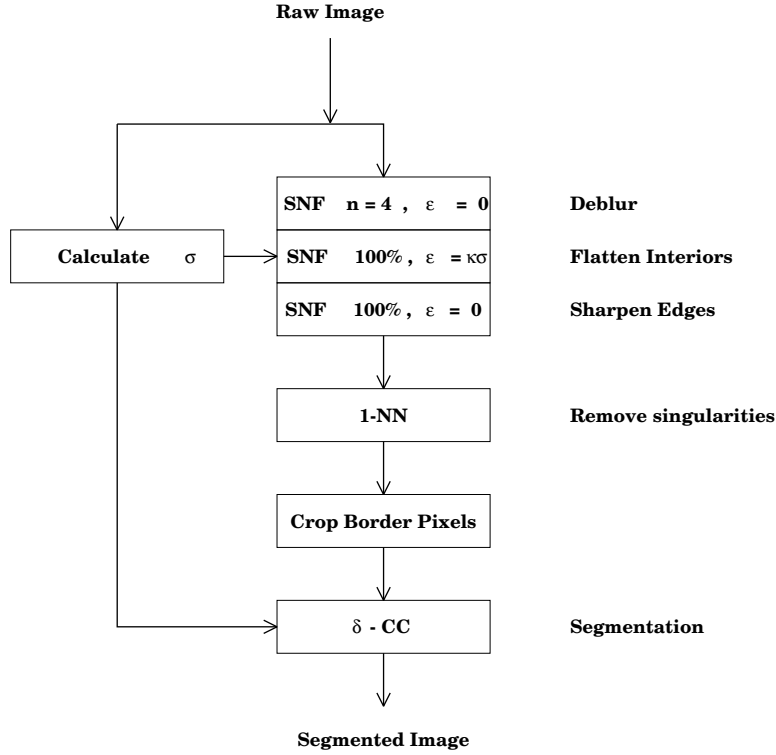 Raw Image
SNF n = 4 , ε = 0 Deblur
Calculate σ SNF 100% , ε = κσ Flatten Interiors
SNF 100% , ε = 0 Sharpen Edges
1-NN Remove singularities
Crop Border Pixels
δ - CC Segmentation
Segmented Image